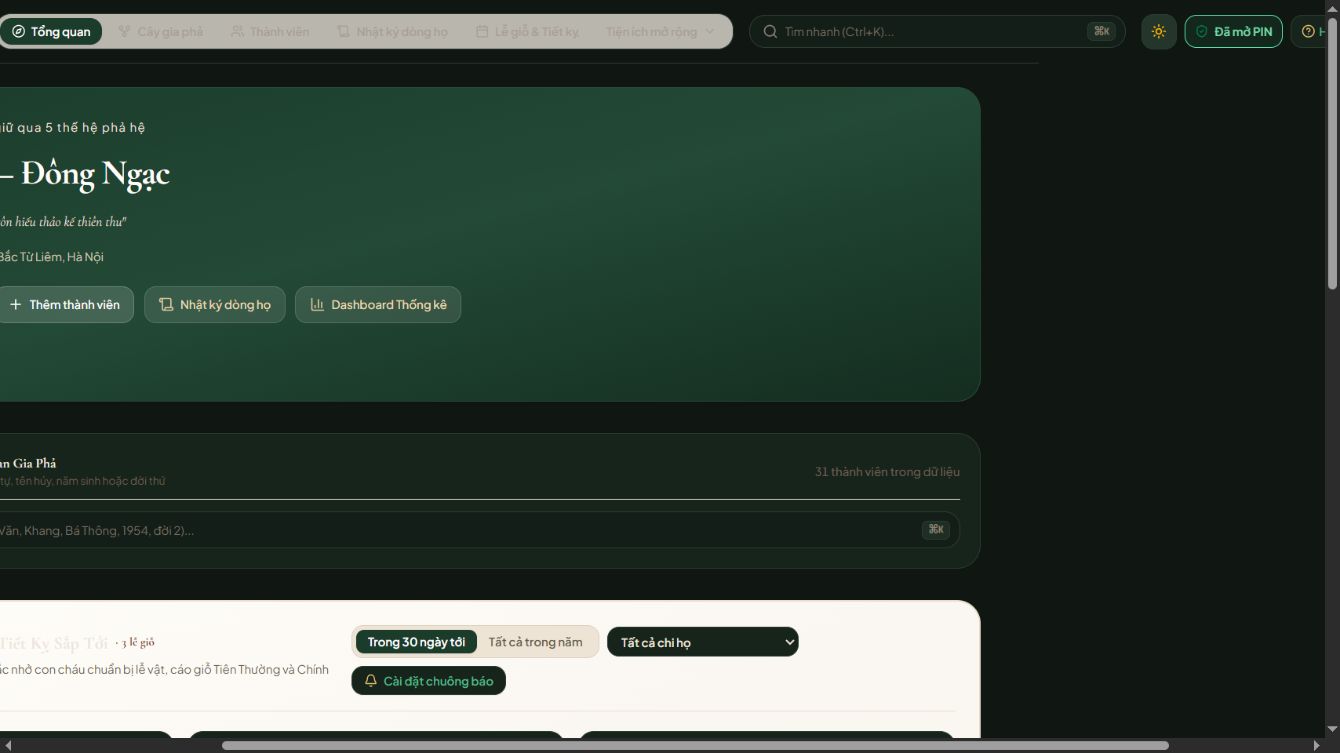 Tổng quan Cây gia phả Thành viên Nhật ký dòng họ Lễ giỗ & Tiết kỵ Tiện ích mở rộng Tìm nhanh (Ctrl+K)... ⌘K Đã mở PIN
giữ qua 5 thế hệ phả hệ
– Đông Ngạc
tôn hiếu thảo kế thiên thu"
Bắc Từ Liêm, Hà Nội
Thêm thành viên Nhật ký dòng họ Dashboard Thống kê
Gia Phả
31 thành viên trong dữ liệu
tự, tên húy, năm sinh hoặc đời thứ
Văn, Khang, Bá Thông, 1954, đời 2)... ⌘K
Tiết Kỵ Sắp Tới · 3 lễ giỗ Trong 30 ngày tới Tất cả trong năm Tất cả chi họ
nhở con cháu chuẩn bị lễ vật, cáo giỗ Tiên Thường và Chính
Cài đặt chuông báo